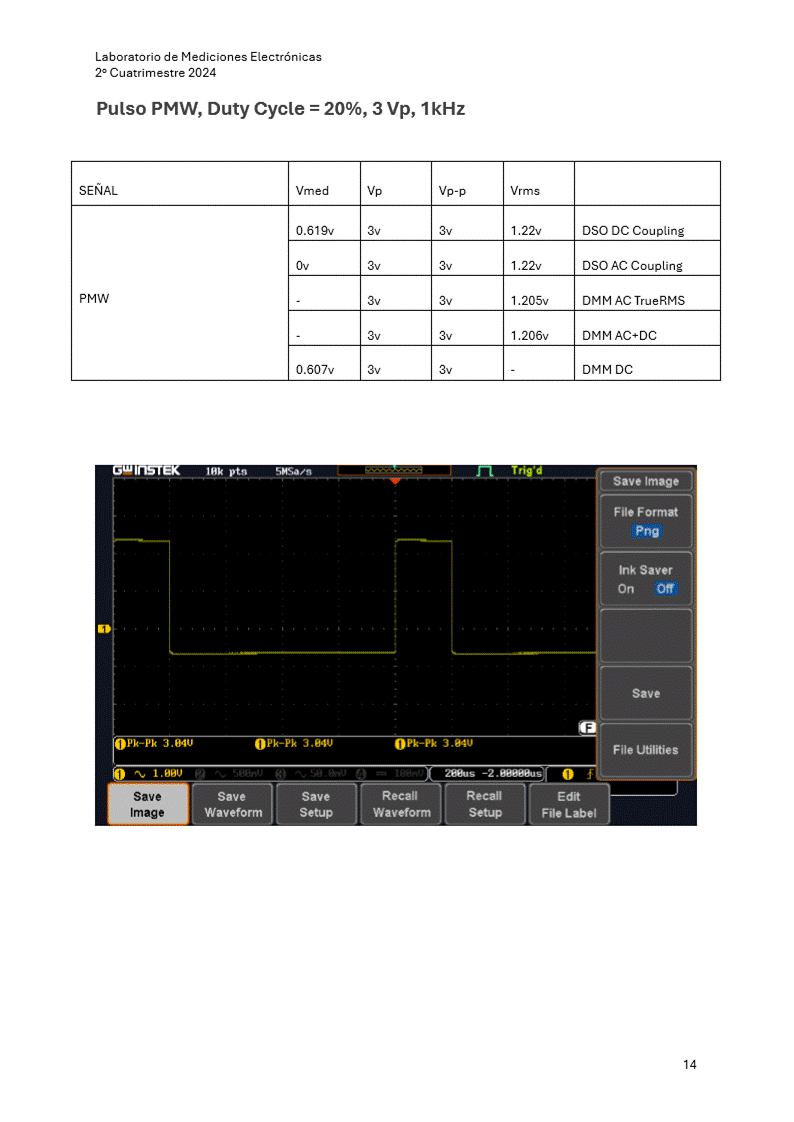 Laboratorio de Mediciones Electrónicas
2º Cuatrimestre 2024
Pulso PMW, Duty Cycle = 20%, 3 Vp, 1kHz
SEÑAL Vmed Vp Vp-p Vrms
PMW
0.619v 3v 3v 1.22v DSO DC Coupling
0v 3v 3v 1.22v DSO AC Coupling
- 3v 3v 1.205v DMM AC TrueRMS
- 3v 3v 1.206v DMM AC+DC
0.607v 3v 3v - DMM DC
GWINSTEK 10k pts 5MSa/s Trig'd
Save Image
File Format
Png
Ink Saver
On Off
1
F
Save
File Utilities
1 Pk-Pk 3.04V 1 Pk-Pk 3.04V 1 Pk-Pk 3.04V
1 1.00V 2 500mV 3 50.0mV 4 100mV 200us -2.00000us 1
Save Image
Save Waveform
Save Setup
Recall Waveform
Recall Setup
Edit File Label
14